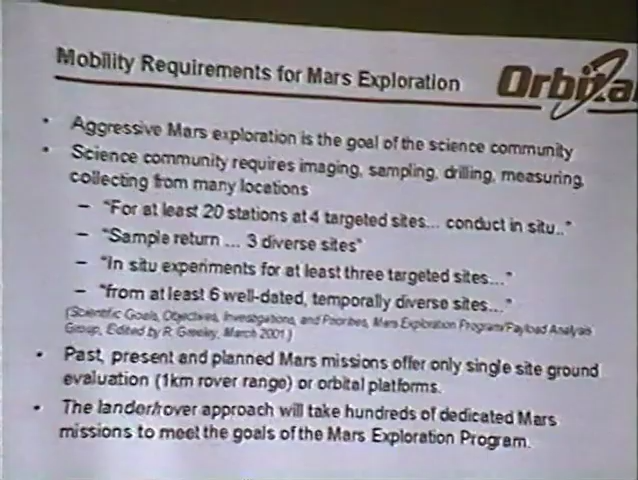 Mobility Requirements for Mars Exploration
Orbital
• Aggressive Mars exploration is the goal of the science community
• Science community requires imaging, sampling, drilling, measuring,
collecting from many locations
– "For at least 20 stations at 4 targeted sites... conduct in situ.."
– "Sample return ... 3 diverse sites"
– "In situ experiments for at least three targeted sites..."
– "from at least 6 well-dated, temporally diverse sites..."
(Scientific Goals, Objectives, Investigations, and Priorities, Mars Exploration Program/Payload Analysis
Group, Edited by R. Greeley, March 2001)
• Past, present and planned Mars missions offer only single site ground
evaluation (1km rover range) or orbital platforms.
• The lander/rover approach will take hundreds of dedicated Mars
missions to meet the goals of the Mars Exploration Program.